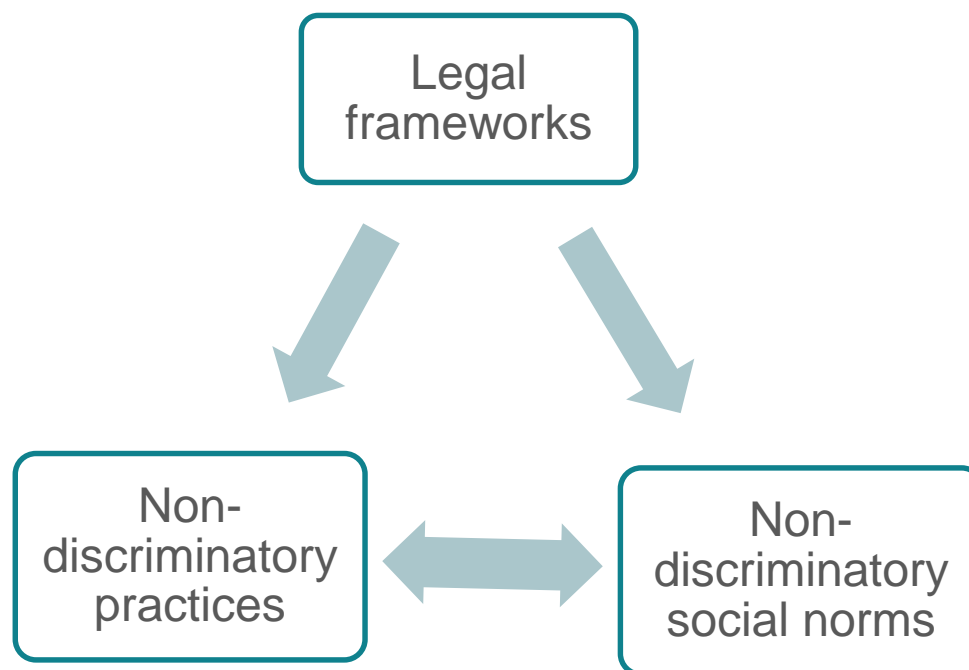 Legal
frameworks
Non-
discriminatory
practices
Non-
discriminatory
social norms